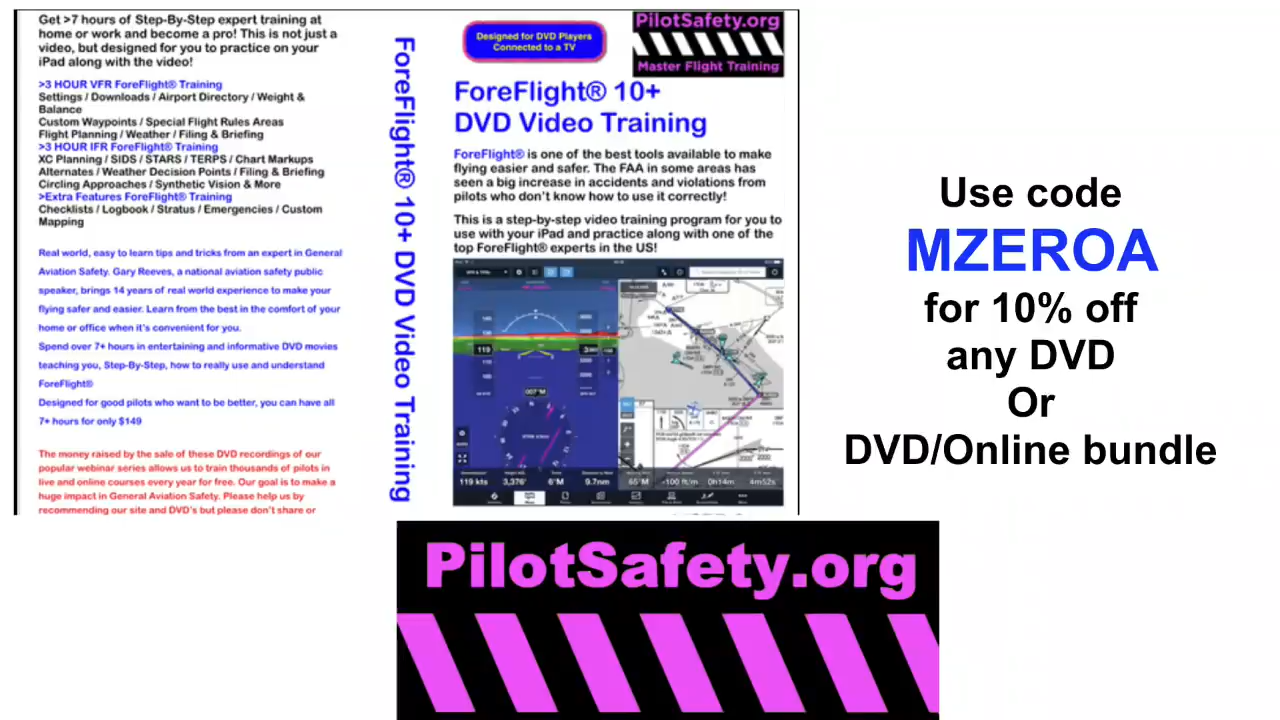 Get >7 hours of Step-By-Step expert training at
home or work and become a pro! This is not just a
video, but designed for you to practice on your
iPad along with the video!
>3 HOUR VFR ForeFlight® Training
Settings / Downloads / Airport Directory / Weight &
Balance
Custom Waypoints / Special Flight Rules Areas
Flight Planning / Weather / Filing & Briefing
>3 HOUR IFR ForeFlight® Training
XC Planning / SIDS / STARS / TERPS / Chart Markups
Alternates / Weather Decision Points / Filing & Briefing
Circling Approaches / Synthetic Vision & More
>Extra Features ForeFlight® Training
Checklists / Logbook / Stratus / Emergencies / Custom
Mapping
Real world, easy to learn tips and tricks from an expert in General
Aviation Safety. Gary Reeves, a national aviation safety public
speaker, brings 14 years of real world experience to make your
flying safer and easier. Learn from the best in the comfort of your
home or office when it's convenient for you.
Spend over 7+ hours in entertaining and informative DVD movies
teaching you, Step-By-Step, how to really use and understand
ForeFlight®
Designed for good pilots who want to be better, you can have all
7+ hours for only $149
The money raised by the sale of these DVD recordings of our
popular webinar series allows us to train thousands of pilots in
live and online courses every year for free. Our goal is to make a
huge impact in General Aviation Safety. Please help us by
recommending our site and DVD's but please don't share or
ForeFlight® 10+ DVD Video Training
Designed for DVD Players
Connected to a TV
PilotSafety.org
Master Flight Training
ForeFlight® 10+
DVD Video Training
ForeFlight® is one of the best tools available to make
flying easier and safer. The FAA in some areas has
seen a big increase in accidents and violations from
pilots who don't know how to use it correctly!
This is a step-by-step video training program for you to
use with your iPad and practice along with one of the
top ForeFlight® experts in the US!
119
007°M
119 kts
3,376'
6°M
9.7nm
65°M
-100 ft/m
0h14m
4m52s
Use code
MZEROA
for 10% off
any DVD
Or
DVD/Online bundle
PilotSafety.org